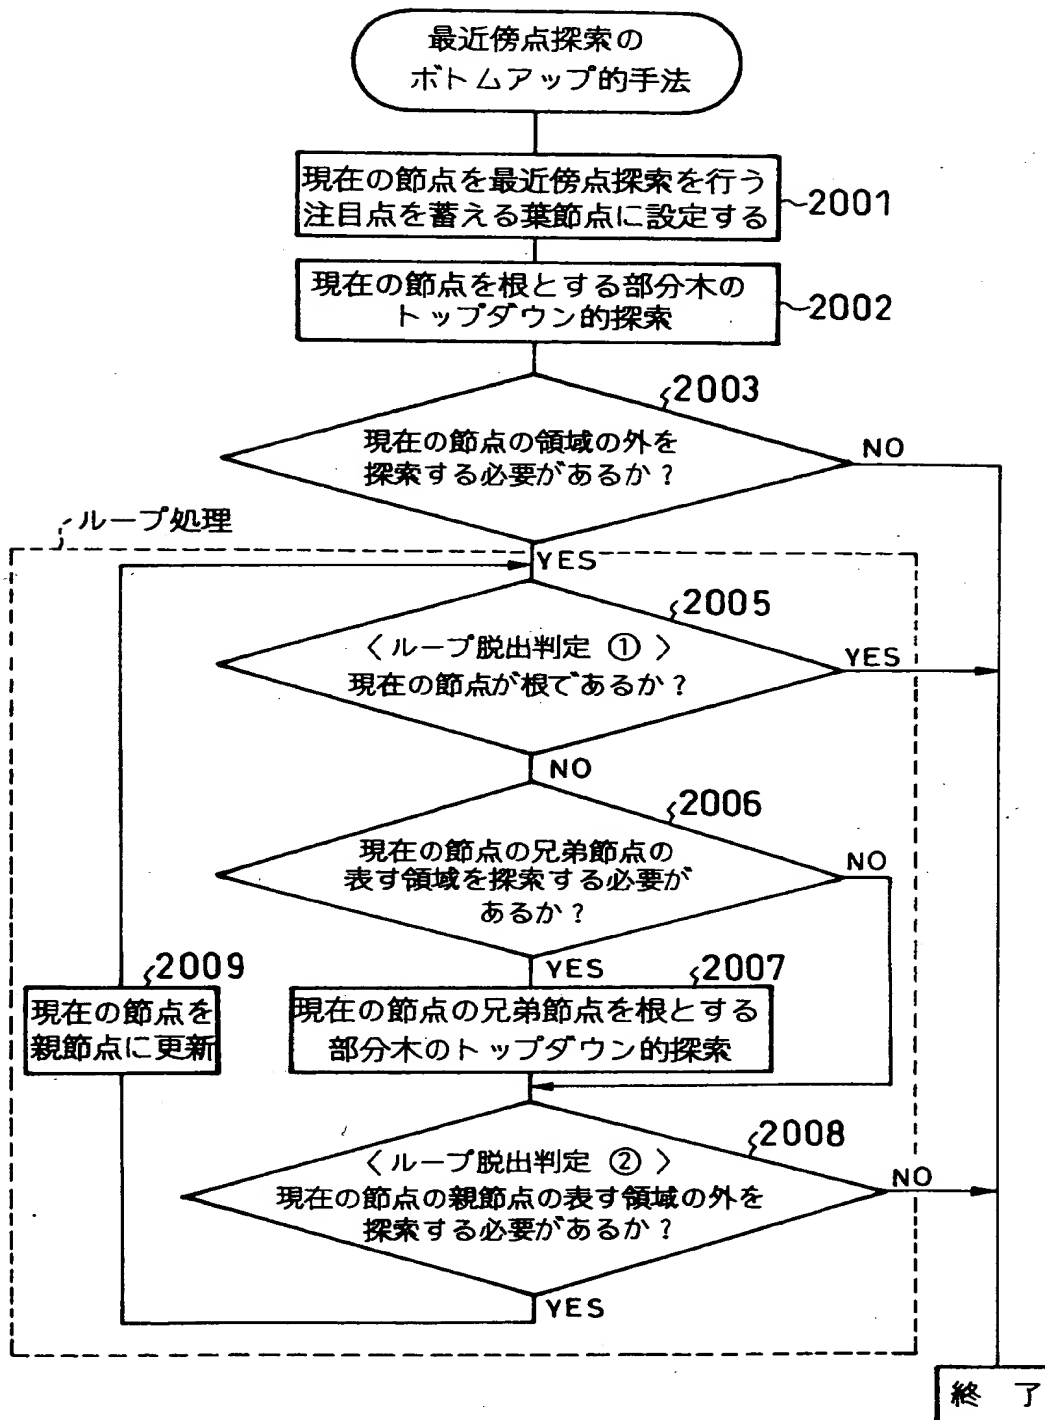 最近傍点探索の
ボトムアップ的手法
現在の節点を最近傍点探索を行う
注目点を蓄える葉節点に設定する
2001
現在の節点を根とする部分木の
トップダウン的探索
2002
2003
現在の節点の領域の外を
探索する必要があるか?
NO
ループ処理
YES
2005
〈ループ脱出判定 ①〉
現在の節点が根であるか?
YES
NO
2006
現在の節点の兄弟節点の
表す領域を探索する必要が
あるか?
NO
YES
2007
現在の節点の兄弟節点を根とする
部分木のトップダウン的探索
2009
現在の節点を
親節点に更新
2008
〈ループ脱出判定 ②〉
現在の節点の親節点の表す領域の外を
探索する必要があるか?
NO
YES
終 了